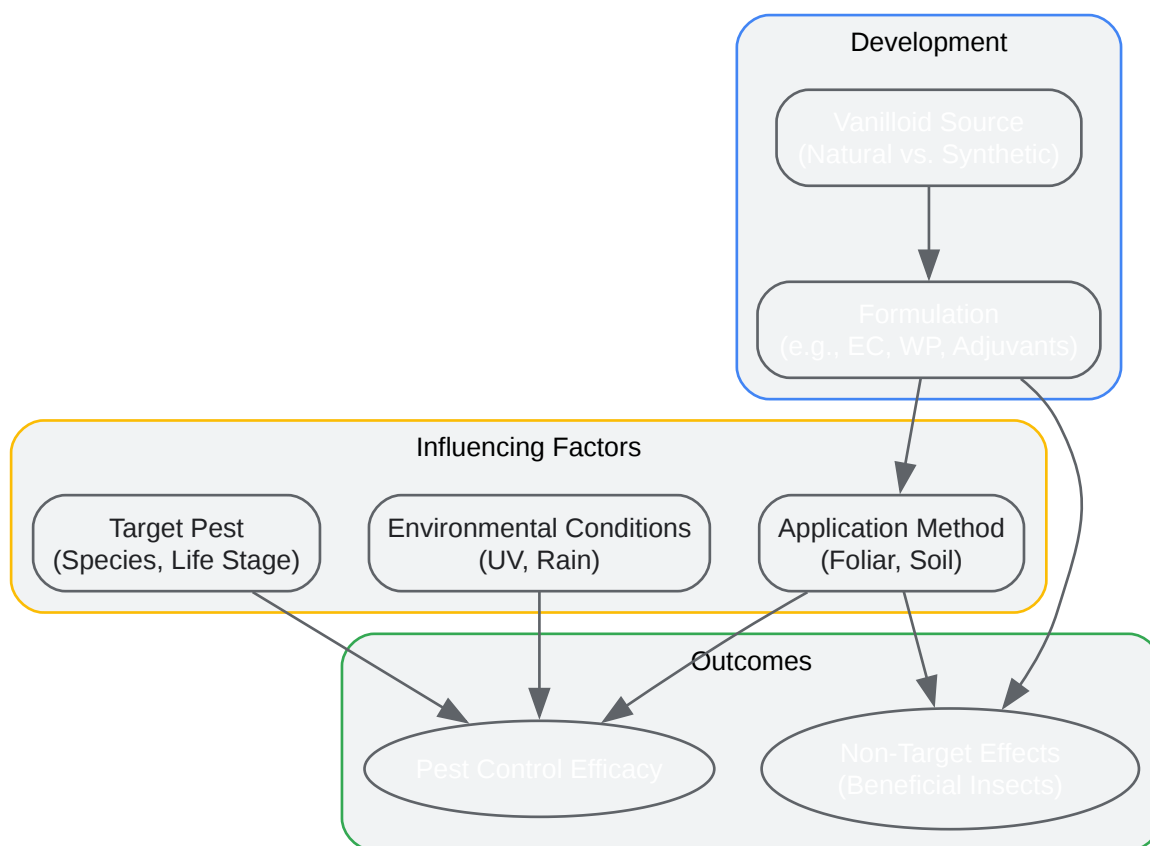 Development
Vanilloid Source
(Natural vs. Synthetic)
Formulation
(e.g., EC, WP, Adjuvants)
Influencing Factors
Target Pest
(Species, Life Stage)
Environmental Conditions
(UV, Rain)
Application Method
(Foliar, Soil)
Outcomes
Pest Control Efficacy
Non-Target Effects
(Beneficial Insects)